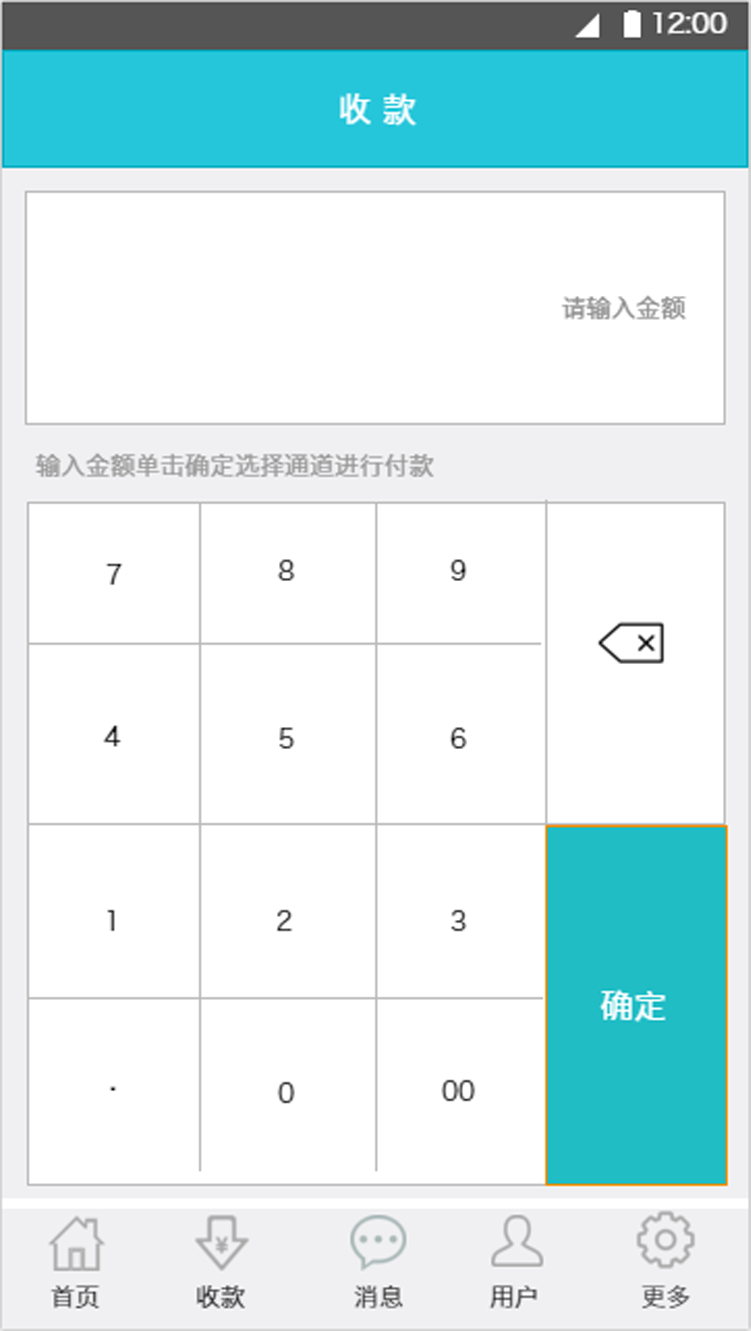 12:00
收款
请输入金额
输入金额单击确定选择通道进行付款
7 8 9
4 5 6
1 2 3
确定
. 0 00
¥
首页 收款 消息 用户 更多